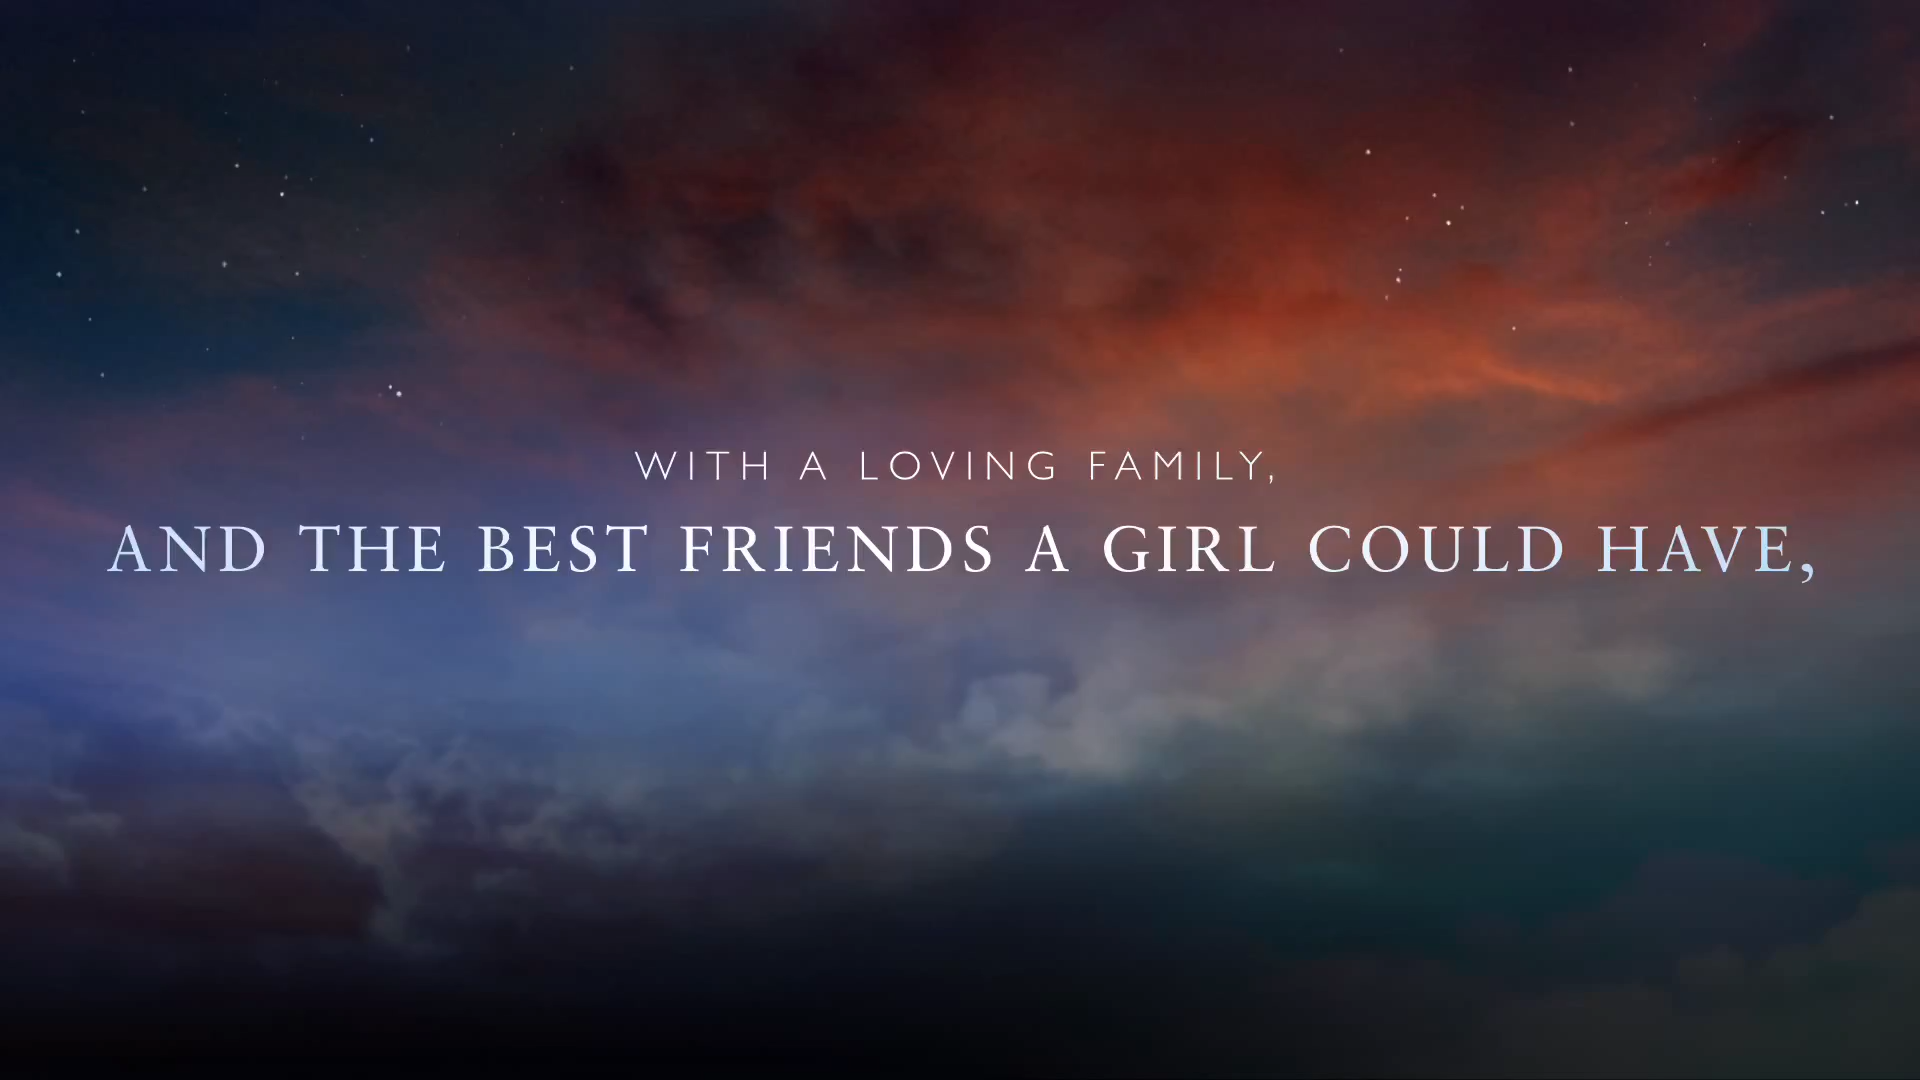 WITH A LOVING FAMILY,
AND THE BEST FRIENDS A GIRL COULD HAVE,